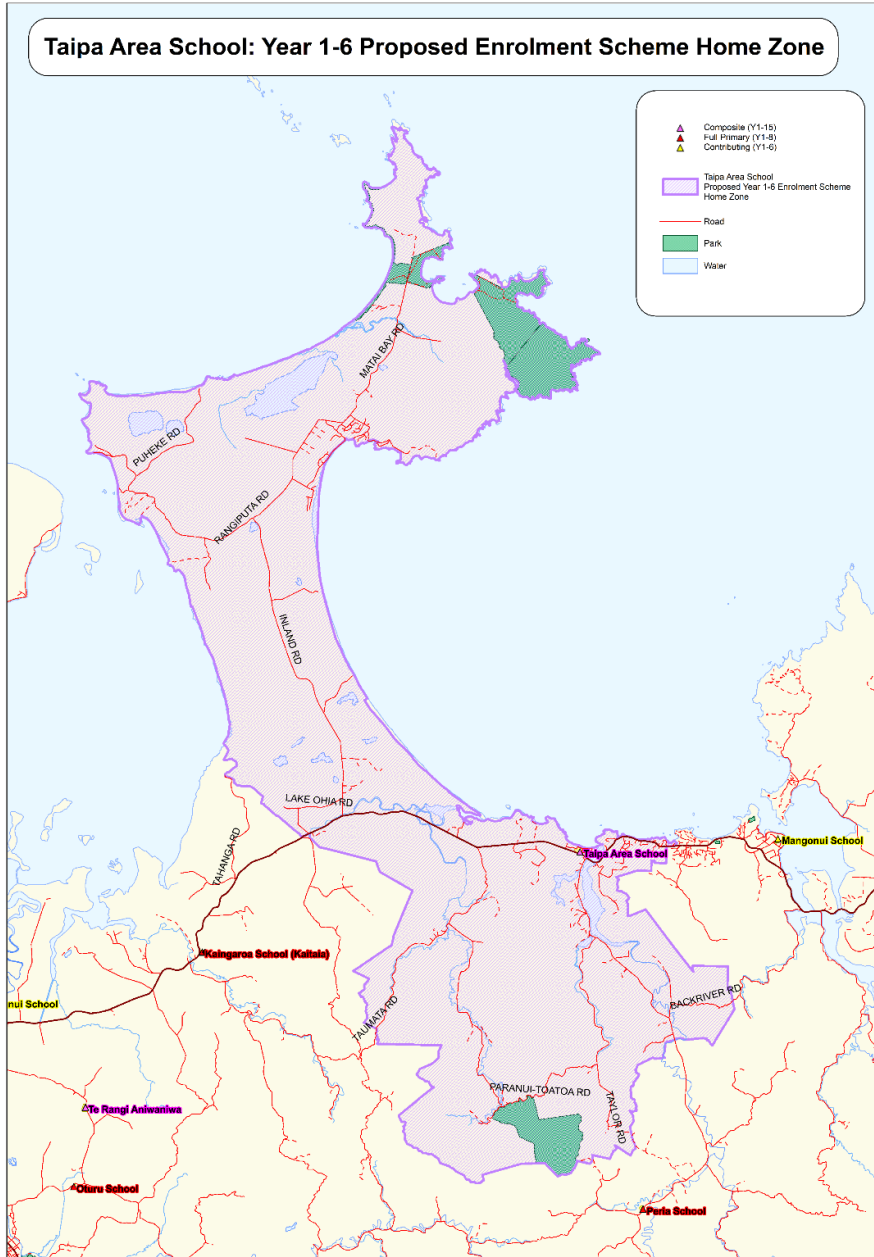 Taipa Area School: Year 1-6 Proposed Enrolment Scheme Home Zone
Composite (Y1-15)
Full Primary (Y1-8)
Contributing (Y1-6)
Taipa Area School
Proposed Year 1-6 Enrolment Scheme
Home Zone
Road
Park
Water
MATAI BAY RD
PUHEKE RD
RANGIPUTA RD
INLAND RD
LAKE OHIA RD
TAHANGA RD
Mangonui School
Taipa Area School
Kaingaroa School (Kaitaia)
nui School
BACKRIVER RD
TAUMATA RD
PARANUI-TOATOA RD
TAYLOR RD
Te Rangi Aniwaniwa
Oturu School
Peria School